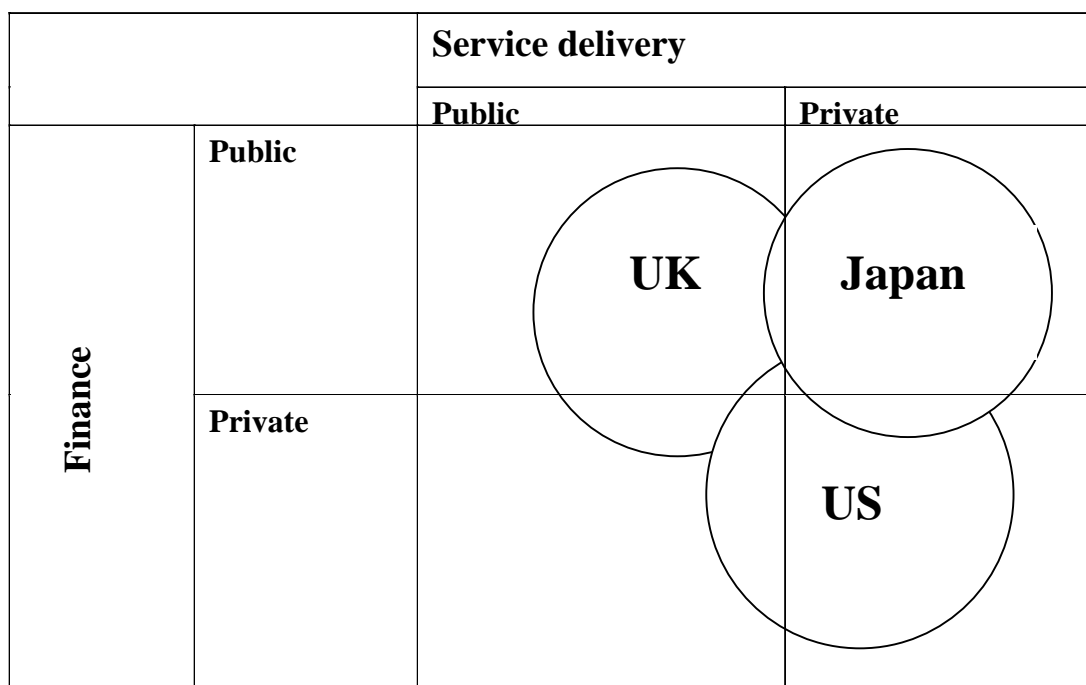 Service delivery
Public
Private
Public
UK
Japan
Finance
Private
US